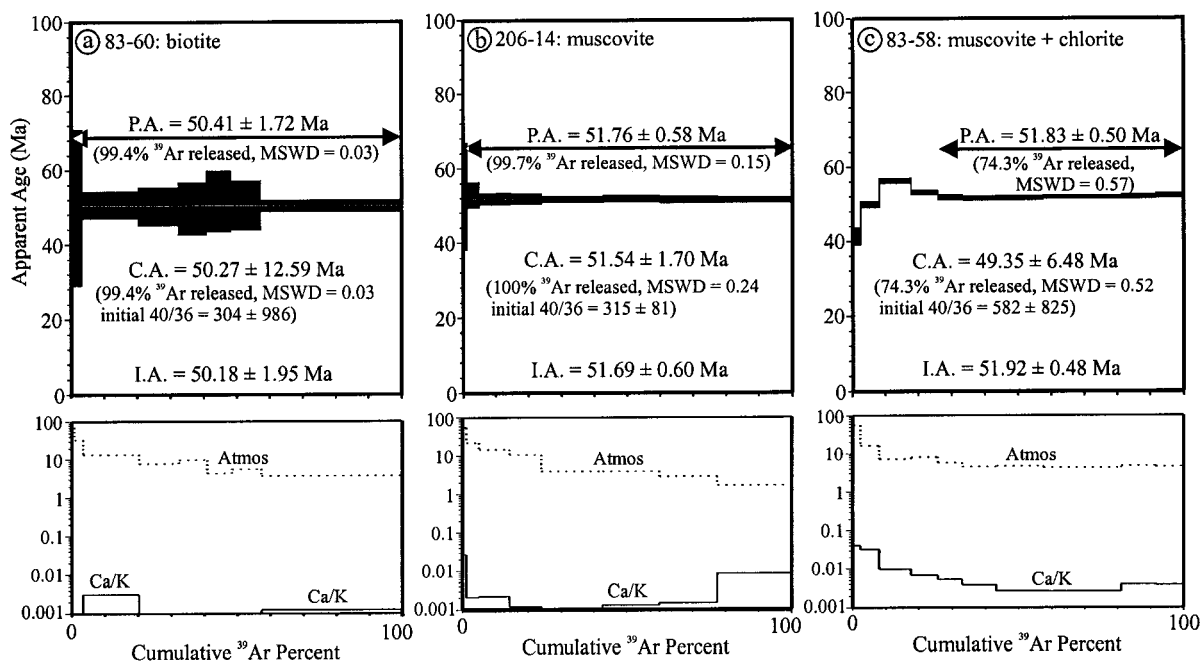 ⓐ 83-60: biotite
P.A. = 50.41 ± 1.72 Ma
(99.4% ³⁹Ar released, MSWD = 0.03)
C.A. = 50.27 ± 12.59 Ma
(99.4% ³⁹Ar released, MSWD = 0.03
initial 40/36 = 304 ± 986)
I.A. = 50.18 ± 1.95 Ma
Apparent Age (Ma)
100
80
60
40
20
0
ⓑ 206-14: muscovite
P.A. = 51.76 ± 0.58 Ma
(99.7% ³⁹Ar released, MSWD = 0.15)
C.A. = 51.54 ± 1.70 Ma
(100% ³⁹Ar released, MSWD = 0.24
initial 40/36 = 315 ± 81)
I.A. = 51.69 ± 0.60 Ma
100
80
60
40
20
0
ⓒ 83-58: muscovite + chlorite
P.A. = 51.83 ± 0.50 Ma
(74.3% ³⁹Ar
released,
MSWD = 0.57)
C.A. = 49.35 ± 6.48 Ma
(74.3% ³⁹Ar released, MSWD = 0.52
initial 40/36 = 582 ± 825)
I.A. = 51.92 ± 0.48 Ma
100
80
60
40
20
0
100
10
1
0.1
0.01
0.001
Atmos
Ca/K
Ca/K
0
100
Cumulative ³⁹Ar Percent
100
10
1
0.1
0.01
0.001
Atmos
Ca/K
0
100
Cumulative ³⁹Ar Percent
100
10
1
0.1
0.01
0.001
Atmos
Ca/K
0
100
Cumulative ³⁹Ar Percent